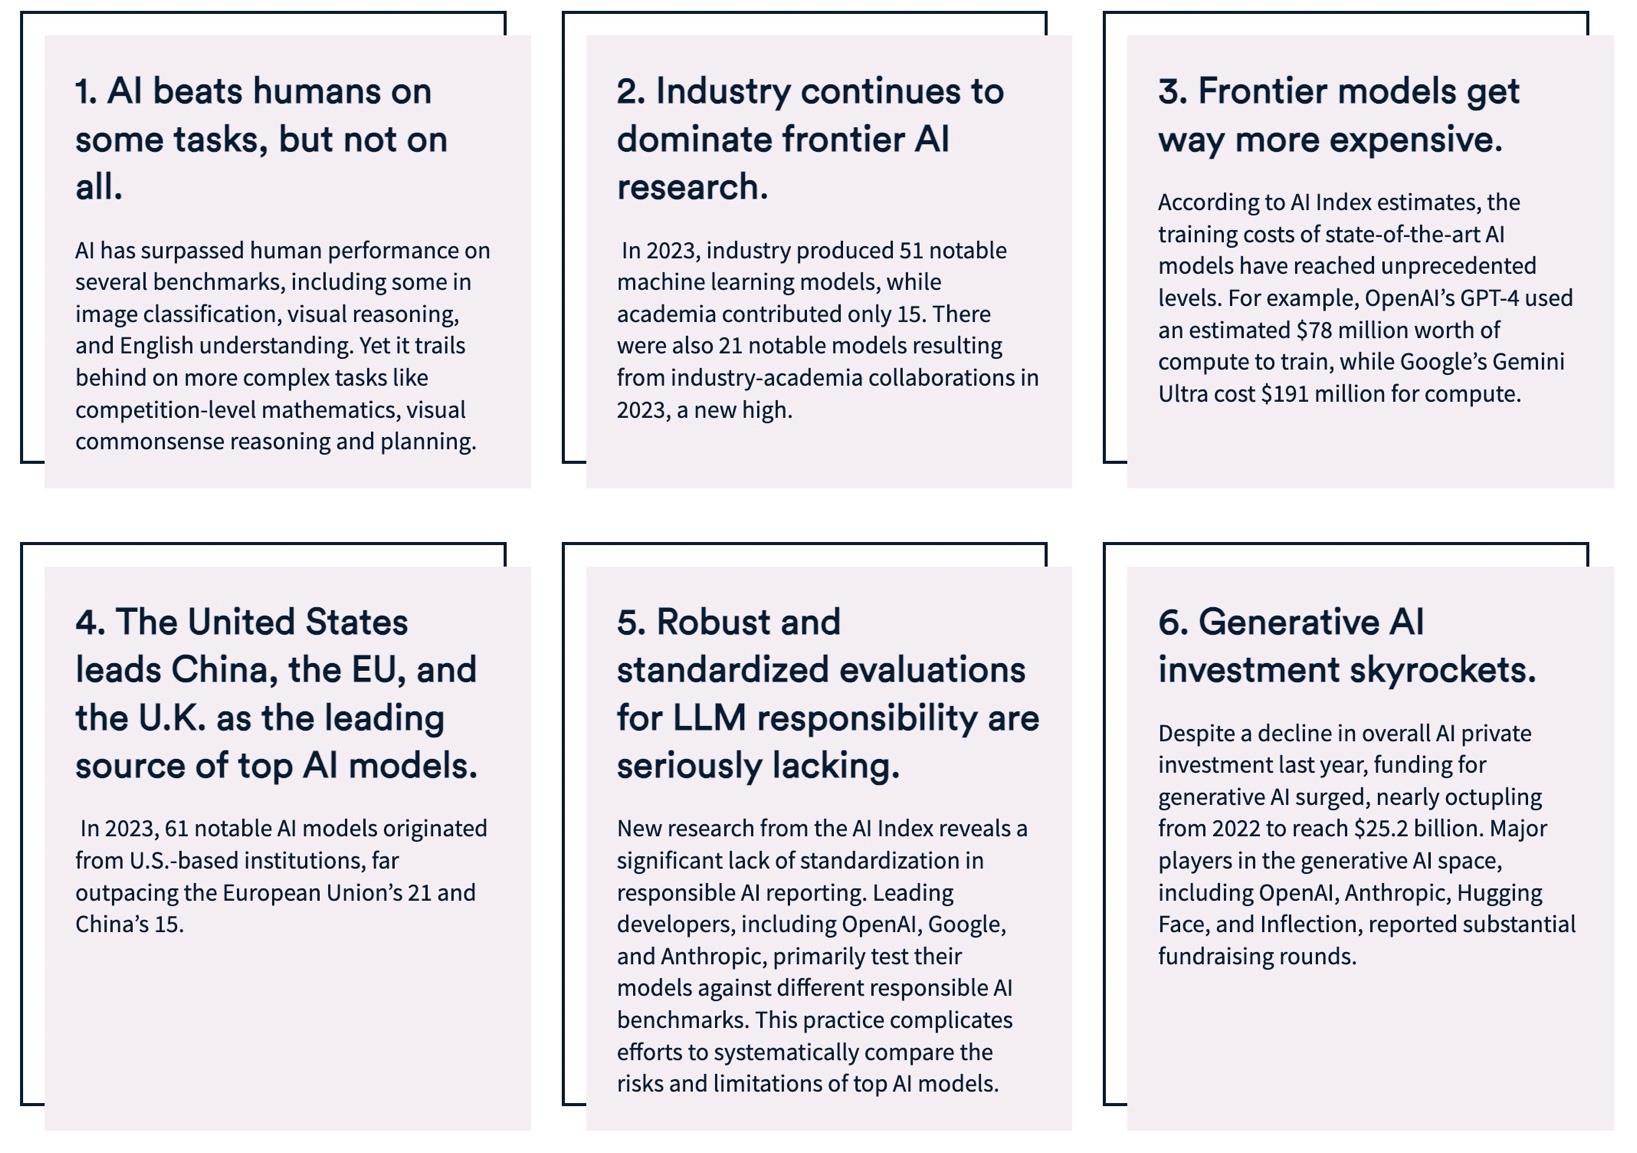 1. AI beats humans on
some tasks, but not on
all.
AI has surpassed human performance on
several benchmarks, including some in
image classification, visual reasoning,
and English understanding. Yet it trails
behind on more complex tasks like
competition-level mathematics, visual
commonsense reasoning and planning.
2. Industry continues to
dominate frontier AI
research.
In 2023, industry produced 51 notable
machine learning models, while
academia contributed only 15. There
were also 21 notable models resulting
from industry-academia collaborations in
2023, a new high.
3. Frontier models get
way more expensive.
According to AI Index estimates, the
training costs of state-of-the-art AI
models have reached unprecedented
levels. For example, OpenAI’s GPT-4 used
an estimated $78 million worth of
compute to train, while Google’s Gemini
Ultra cost $191 million for compute.
4. The United States
leads China, the EU, and
the U.K. as the leading
source of top AI models.
In 2023, 61 notable AI models originated
from U.S.-based institutions, far
outpacing the European Union’s 21 and
China’s 15.
5. Robust and
standardized evaluations
for LLM responsibility are
seriously lacking.
New research from the AI Index reveals a
significant lack of standardization in
responsible AI reporting. Leading
developers, including OpenAI, Google,
and Anthropic, primarily test their
models against different responsible AI
benchmarks. This practice complicates
efforts to systematically compare the
risks and limitations of top AI models.
6. Generative AI
investment skyrockets.
Despite a decline in overall AI private
investment last year, funding for
generative AI surged, nearly octupling
from 2022 to reach $25.2 billion. Major
players in the generative AI space,
including OpenAI, Anthropic, Hugging
Face, and Inflection, reported substantial
fundraising rounds.